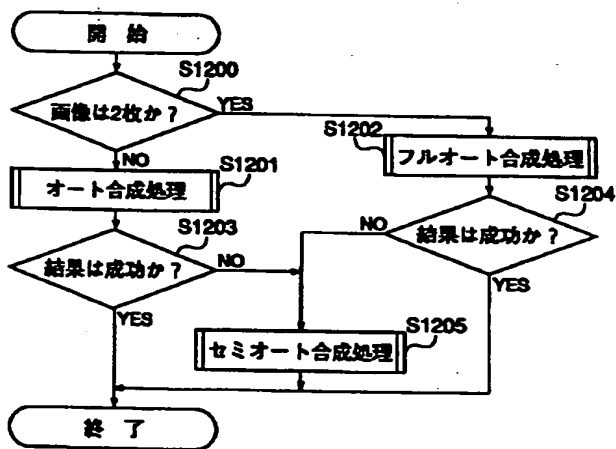 開 始
S1200
画像は2枚か？
YES
S1202
NO
フルオート合成処理
S1201
オート合成処理
S1204
S1203
NO
結果は成功か？
結果は成功か？
NO
YES
YES
S1205
セミオート合成処理
終 了